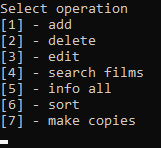 Select operation
[1] - add
[2] - delete
[3] - edit
[4] - search films
[5] - info all
[6] - sort
[7] - make copies